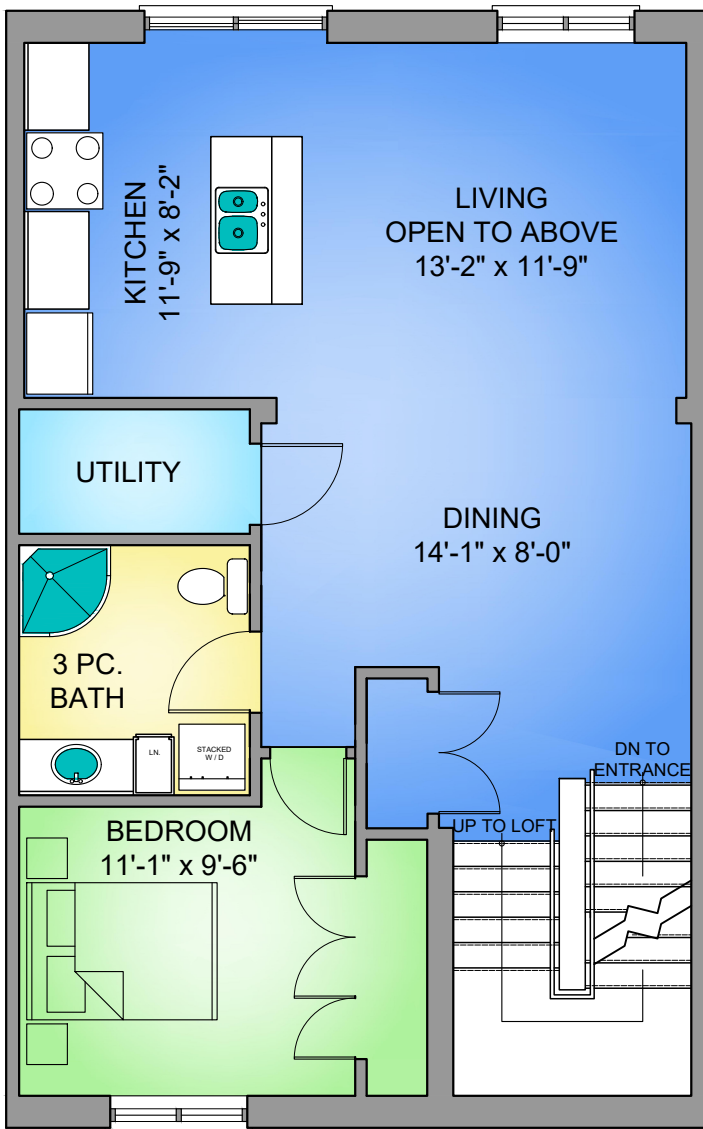 KITCHEN
11'-9" x 8'-2"
LIVING
OPEN TO ABOVE
13'-2" x 11'-9"
UTILITY
DINING
14'-1" x 8'-0"
3 PC.
BATH
LN.
STACKED
W / D
DN TO
ENTRANCE
UP TO LOFT
BEDROOM
11'-1" x 9'-6"